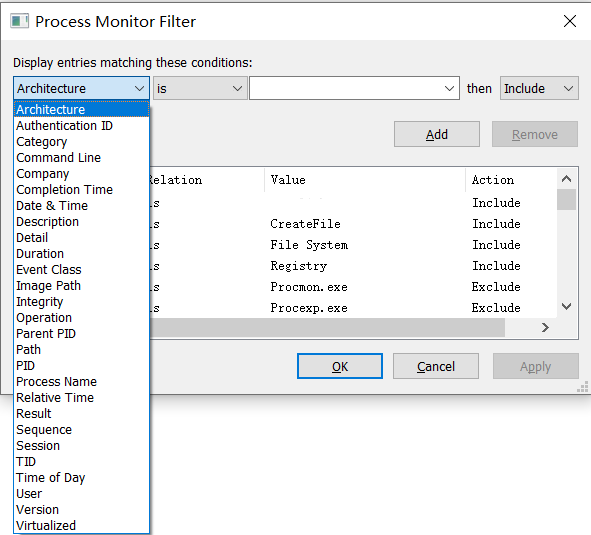 Process Monitor Filter
Display entries matching these conditions:
Architecture is then Include
Architecture
Authentication ID
Category
Command Line
Company
Completion Time
Date & Time
Description
Detail
Duration
Event Class
Image Path
Integrity
Operation
Parent PID
Path
PID
Process Name
Relative Time
Result
Sequence
Session
TID
Time of Day
User
Version
Virtualized
Add Remove
Relation Value Action
is Include
is CreateFile Include
is File System Include
is Registry Include
is Procmon.exe Exclude
is Procexp.exe Exclude
OK Cancel Apply